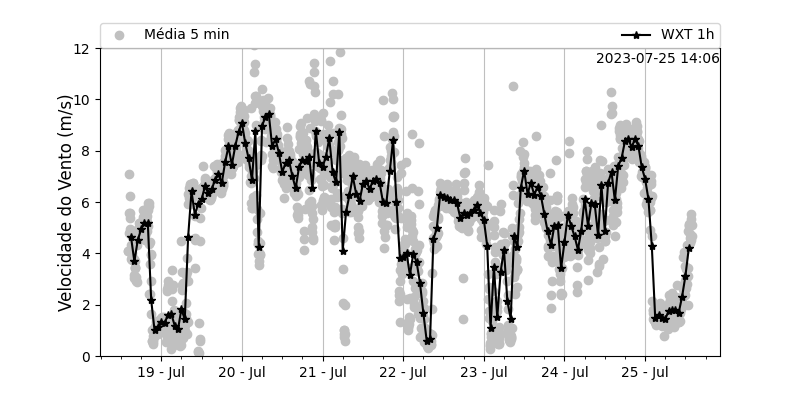 Média 5 min
WXT 1h
2023-07-25 14:06
Velocidade do Vento (m/s)
12
10
8
6
4
2
0
19 - Jul
20 - Jul
21 - Jul
22 - Jul
23 - Jul
24 - Jul
25 - Jul